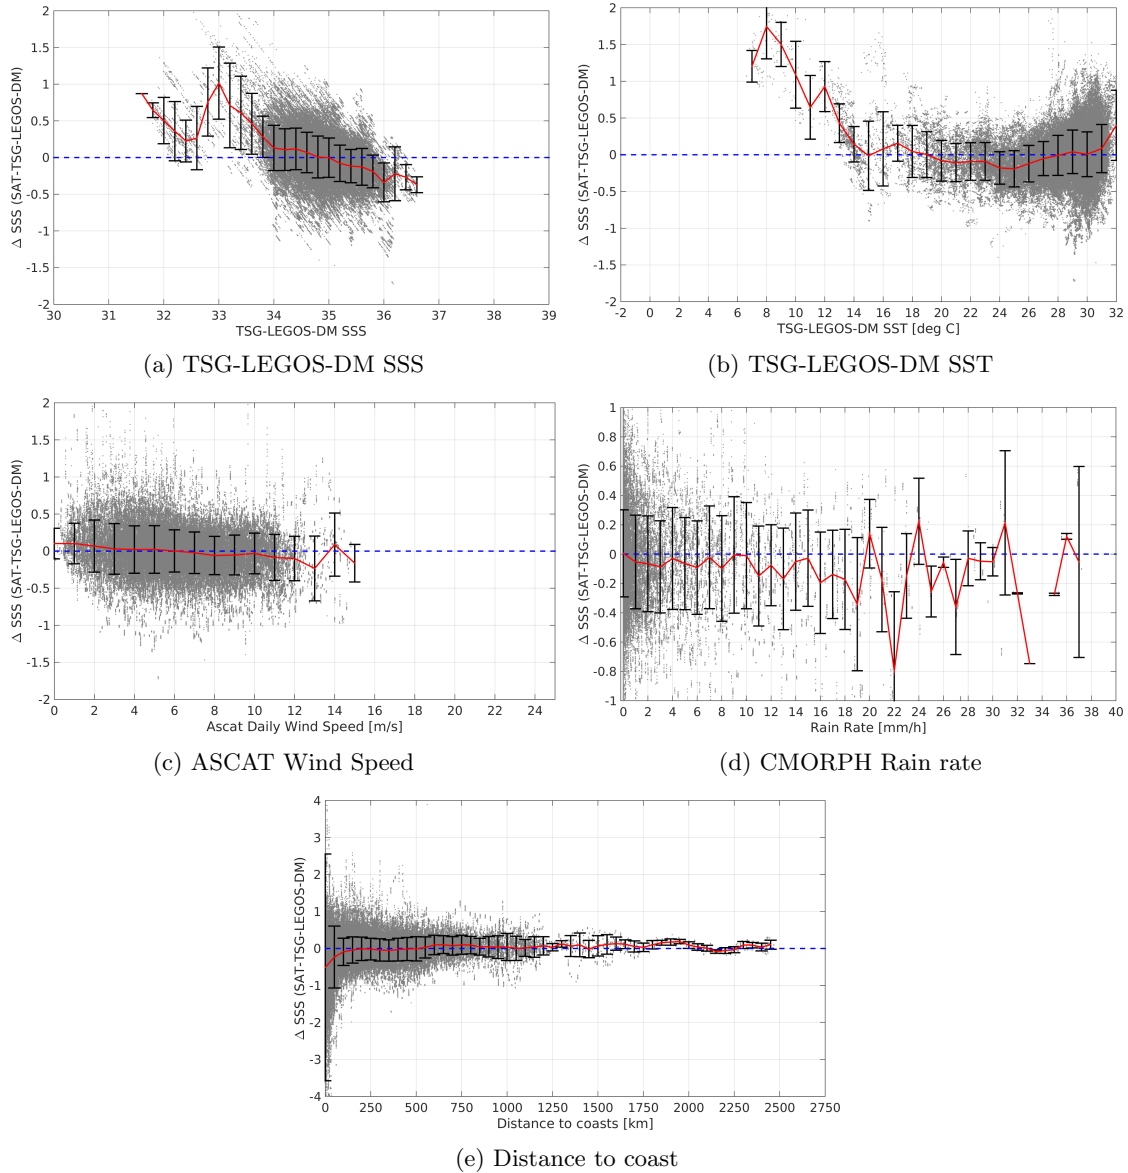 2
1.5
1
0.5
0
-0.5
-1
-1.5
-2
Δ SSS (SAT-TSG-LEGOS-DM)
30 31 32 33 34 35 36 37 38 39
TSG-LEGOS-DM SSS
(a) TSG-LEGOS-DM SSS
2
1.5
1
0.5
0
-0.5
-1
-1.5
-2
Δ SSS (SAT-TSG-LEGOS-DM)
-2 0 2 4 6 8 10 12 14 16 18 20 22 24 26 28 30 32
TSG-LEGOS-DM SST [deg C]
(b) TSG-LEGOS-DM SST
2
1.5
1
0.5
0
-0.5
-1
-1.5
-2
Δ SSS (SAT-TSG-LEGOS-DM)
0 2 4 6 8 10 12 14 16 18 20 22 24
Ascat Daily Wind Speed [m/s]
(c) ASCAT Wind Speed
1
0.8
0.6
0.4
0.2
0
-0.2
-0.4
-0.6
-0.8
-1
Δ SSS (SAT-TSG-LEGOS-DM)
0 2 4 6 8 10 12 14 16 18 20 22 24 26 28 30 32 34 36 38 40
Rain Rate [mm/h]
(d) CMORPH Rain rate
4
3
2
1
0
-1
-2
-3
-4
Δ SSS (SAT-TSG-LEGOS-DM)
0 250 500 750 1000 1250 1500 1750 2000 2250 2500 2750
Distance to coasts [km]
(e) Distance to coast